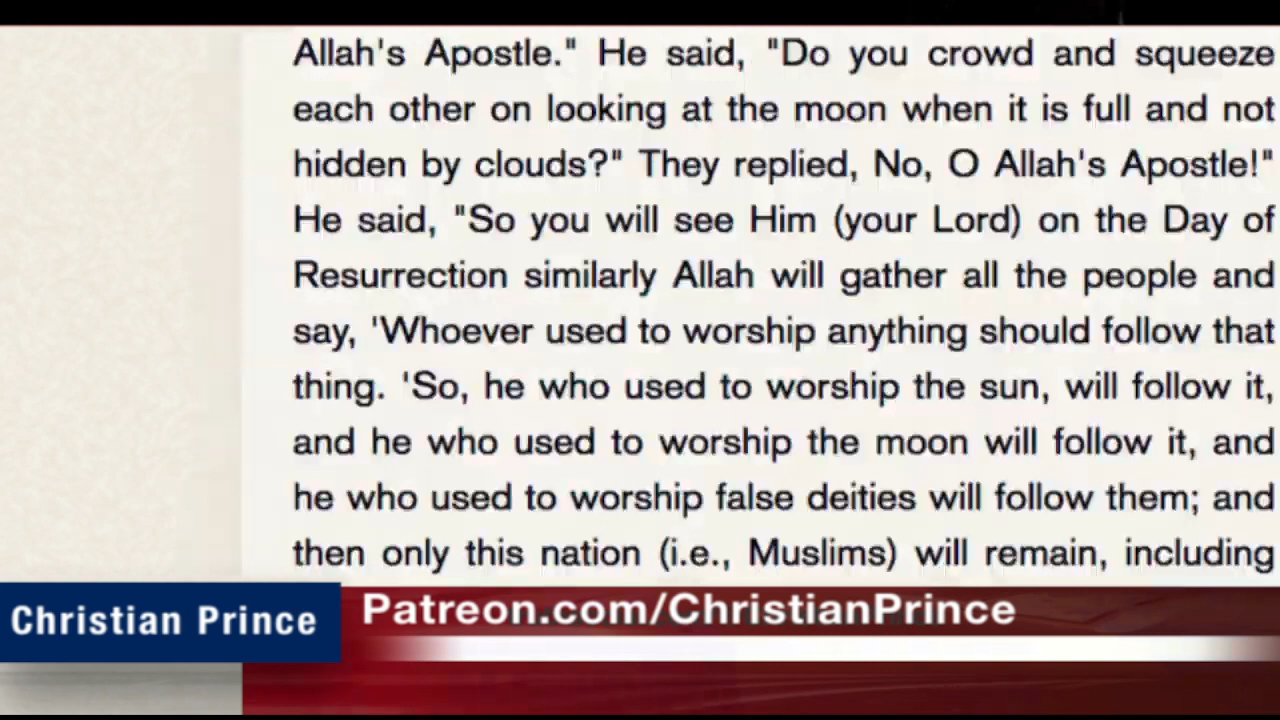 Allah's Apostle." He said, "Do you crowd and squeeze
each other on looking at the moon when it is full and not
hidden by clouds?" They replied, No, O Allah's Apostle!"
He said, "So you will see Him (your Lord) on the Day of
Resurrection similarly Allah will gather all the people and
say, 'Whoever used to worship anything should follow that
thing. 'So, he who used to worship the sun, will follow it,
and he who used to worship the moon will follow it, and
he who used to worship false deities will follow them; and
then only this nation (i.e., Muslims) will remain, including
Christian Prince
Patreon.com/ChristianPrince